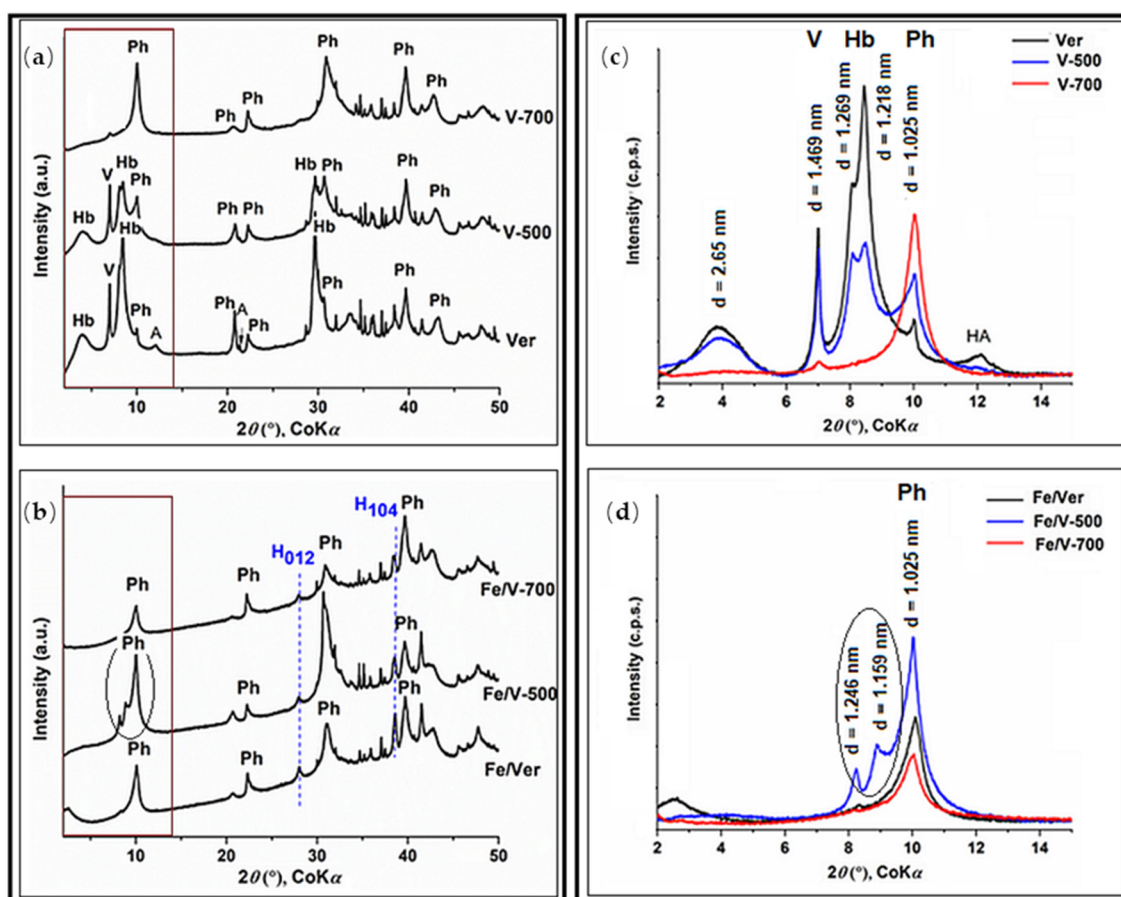 (a)
Ph
Ph
Ph
Ph
Ph
Ph
V-700
Hb
V
Hb
Ph
Hb
Ph
Ph
Ph
Ph
Ph
V-500
Hb
V
Hb
Ph
A
Ph
A
Ph
Hb
Ph
Ph
Ph
Ver
Intensity (a.u.)
10 20 30 40 50
2θ (°), CoKα
(b)
H012
H104
Ph
Ph
Ph
Ph
Fe/V-700
Ph
Ph
Ph
Fe/V-500
Ph
Ph
Ph
Ph
Fe/Ver
Intensity (a.u.)
10 20 30 40 50
2θ (°), CoKα
(c)
V Hb Ph
Ver
V-500
V-700
d = 2.65 nm
d = 1.469 nm
d = 1.269 nm
d = 1.218 nm
d = 1.025 nm
HA
Intensity (c.p.s.)
2 4 6 8 10 12 14
2θ (°), CoKα
(d)
Ph
Fe/Ver
Fe/V-500
Fe/V-700
d = 1.246 nm
d = 1.159 nm
d = 1.025 nm
Intensity (c.p.s.)
2 4 6 8 10 12 14
2θ (°), CoKα